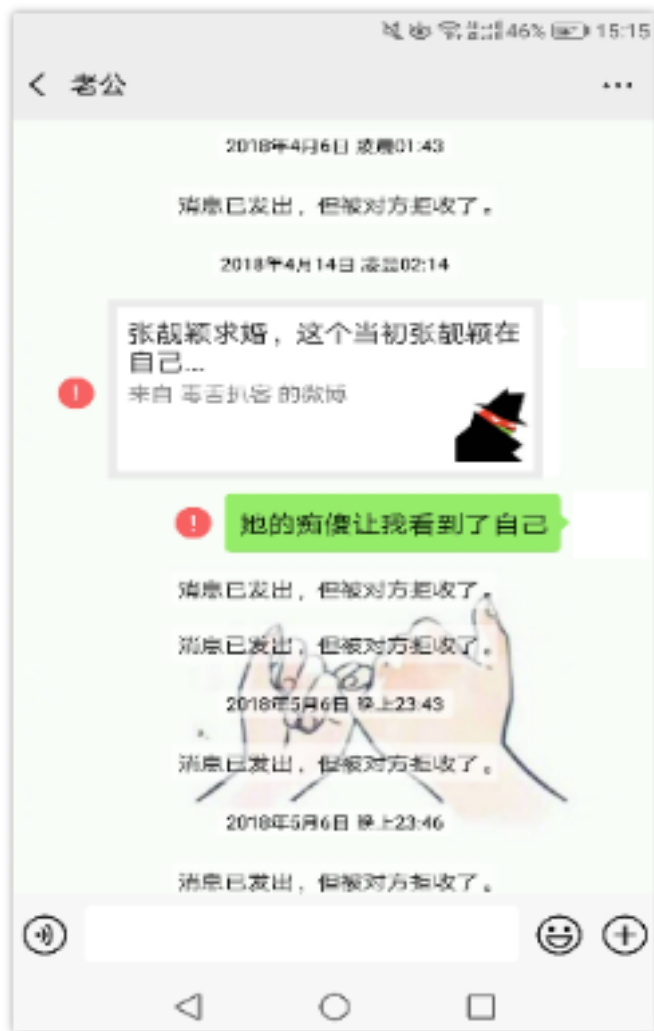 46% 15:15
老公
2018年4月6日 凌晨01:43
消息已发出，但被对方拒收了。
2018年4月14日 凌晨02:14
张靓颖求婚，这个当初张靓颖在
自己...
来自 毒舌扒客 的微博
她的痴傻让我看到了自己
消息已发出，但被对方拒收了。
消息已发出，但被对方拒收了。
2018年5月6日 晚上23:43
消息已发出，但被对方拒收了。
2018年5月6日 晚上23:46
消息已发出，但被对方拒收了。